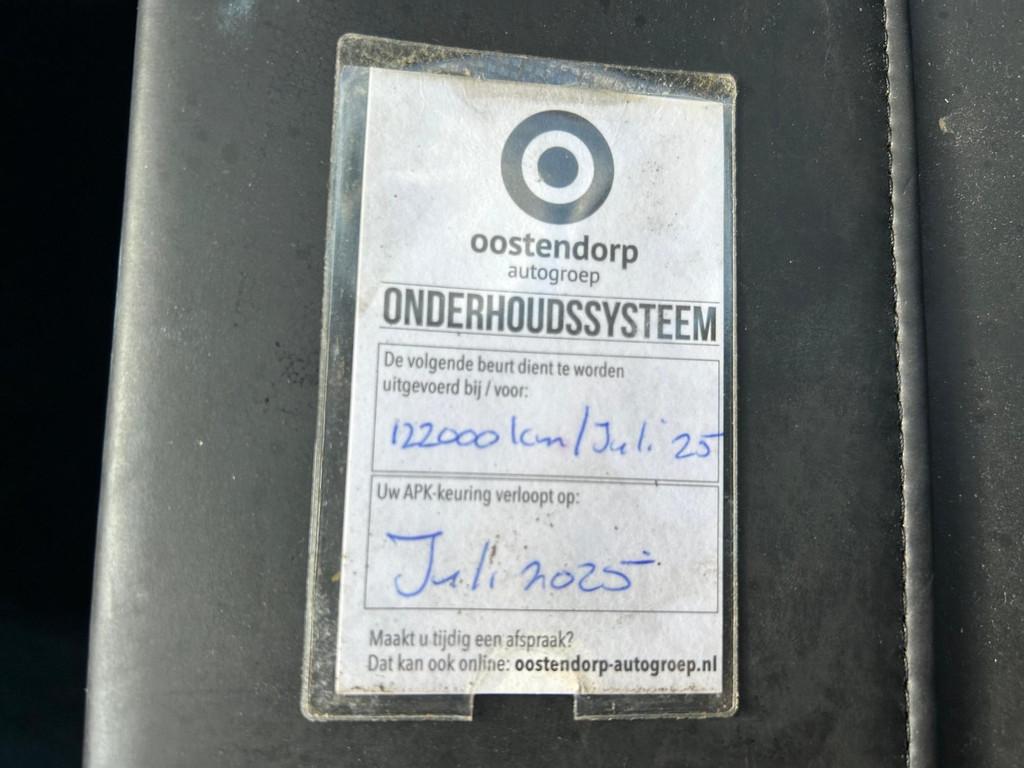 oostendorp
autogroep
ONDERHOUDSSYSTEEM
De volgende beurt dient te worden
uitgevoerd bij / voor:
122000 km / Juli 25
Uw APK-keuring verloopt op:
Juli 2025
Maakt u tijdig een afspraak?
Dat kan ook online: oostendorp-autogroep.nl